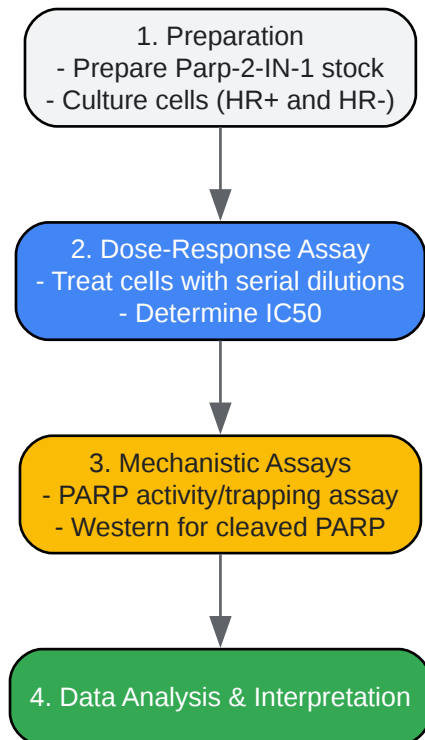 1. Preparation
- Prepare Parp-2-IN-1 stock
- Culture cells (HR+ and HR-)
2. Dose-Response Assay
- Treat cells with serial dilutions
- Determine IC50
3. Mechanistic Assays
- PARP activity/trapping assay
- Western for cleaved PARP
4. Data Analysis & Interpretation